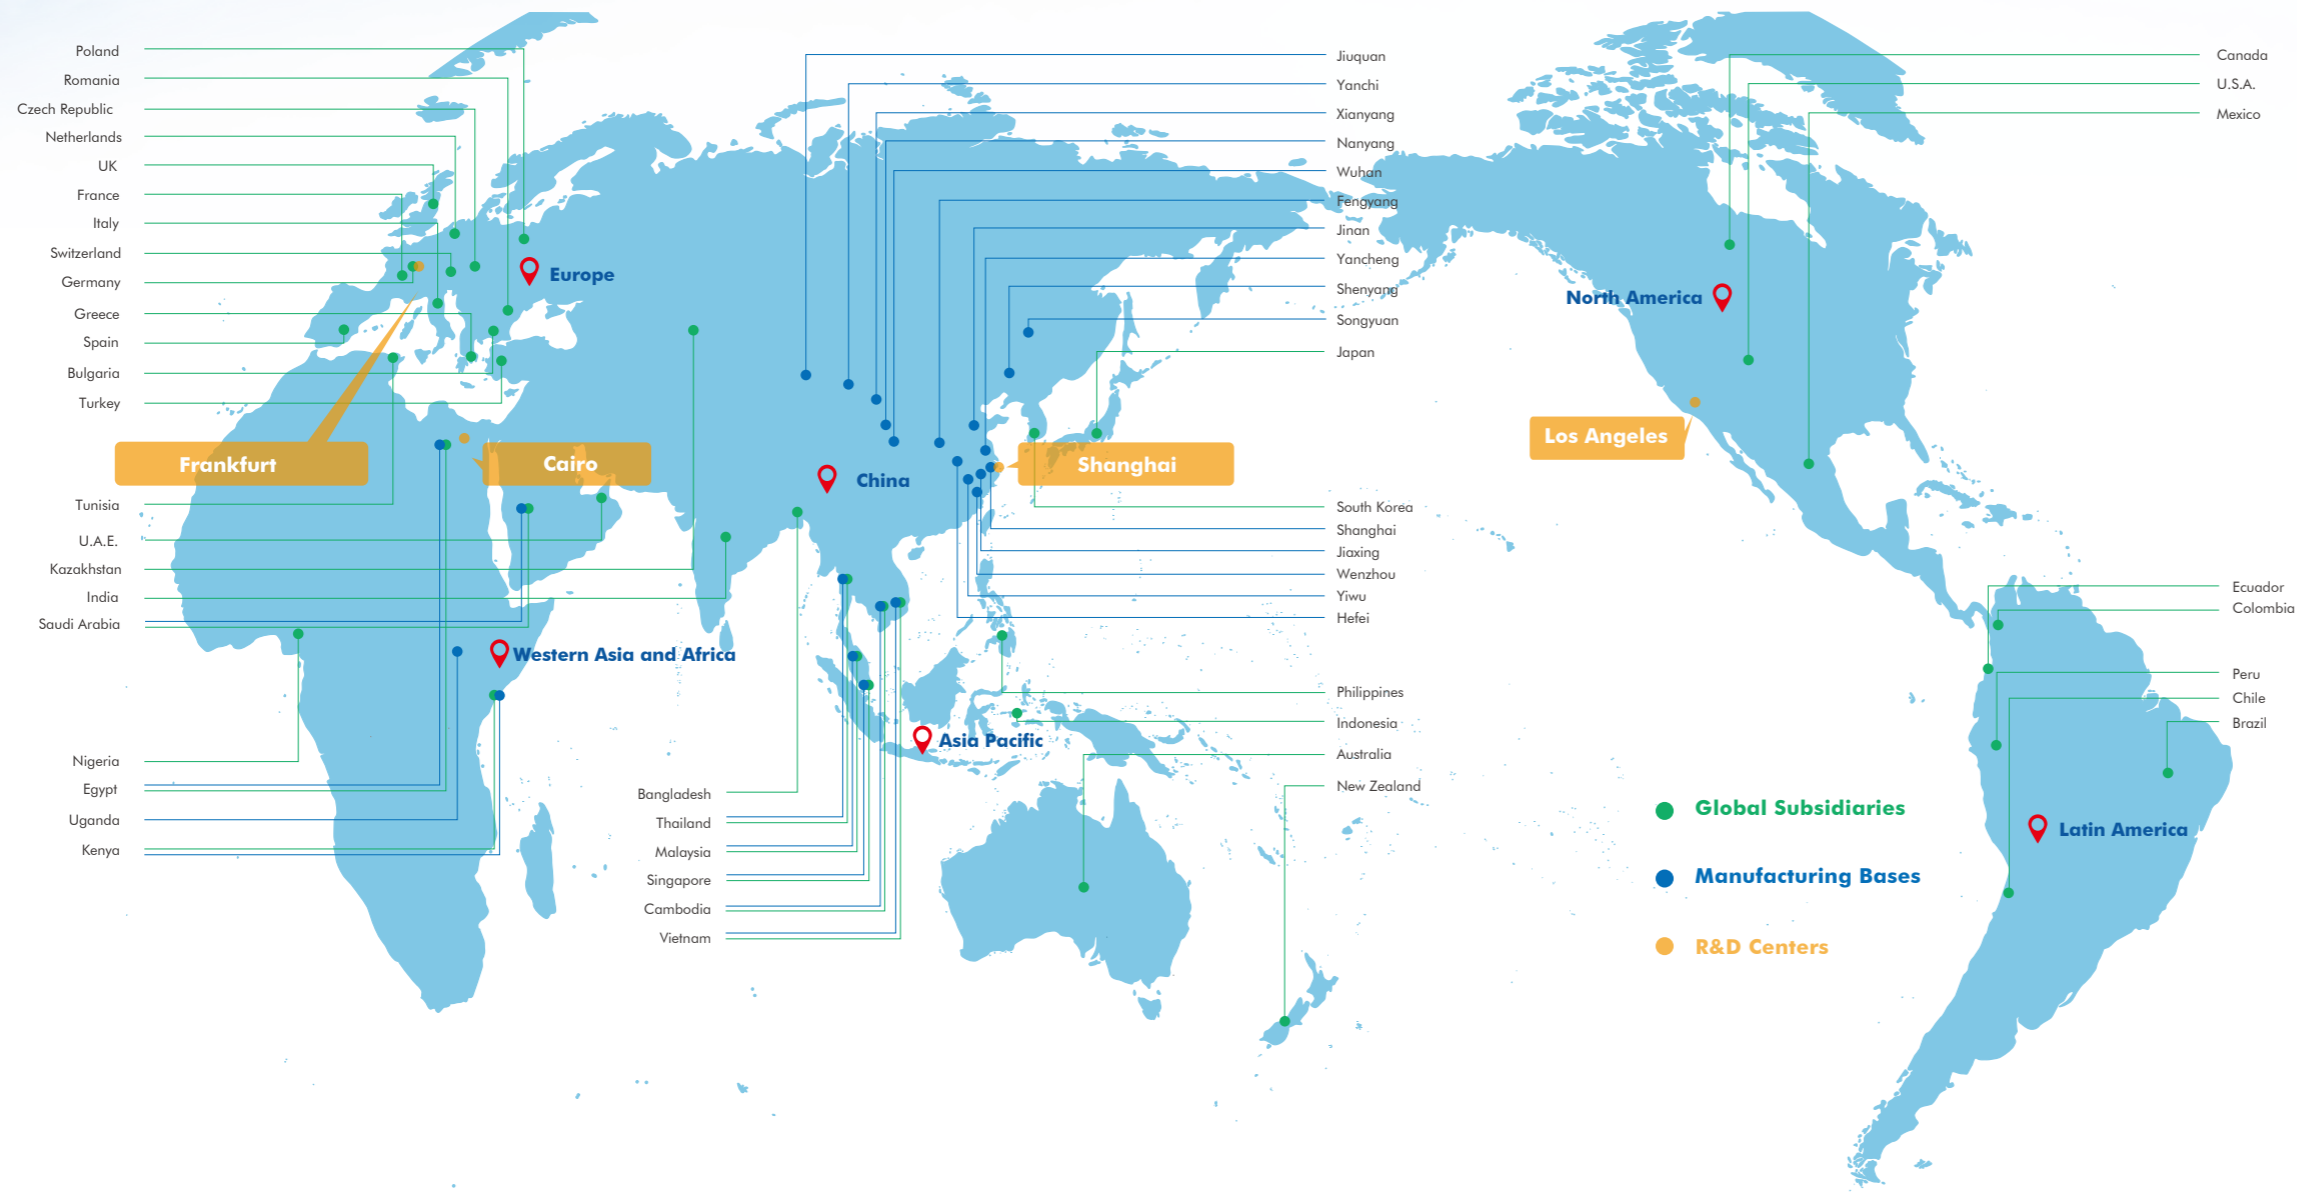 Poland
Romania
Czech Republic
Netherlands
UK
France
Italy
Switzerland
Germany
Greece
Spain
Bulgaria
Turkey
Europe
Frankfurt
Cairo
Tunisia
U.A.E.
Kazakhstan
India
Saudi Arabia
Western Asia and Africa
Nigeria
Egypt
Uganda
Kenya
Jiuquan
Yanchi
Xianyang
Nanyang
Wuhan
Fengyang
Jinan
Yancheng
Shenyang
Songyuan
Japan
China
Shanghai
South Korea
Shanghai
Jiaxing
Wenzhou
Yiwu
Hefei
Philippines
Indonesia
Australia
New Zealand
Asia Pacific
Bangladesh
Thailand
Malaysia
Singapore
Cambodia
Vietnam
Canada
U.S.A.
Mexico
North America
Los Angeles
Ecuador
Colombia
Peru
Chile
Brazil
Latin America
Global Subsidiaries
Manufacturing Bases
R&D Centers